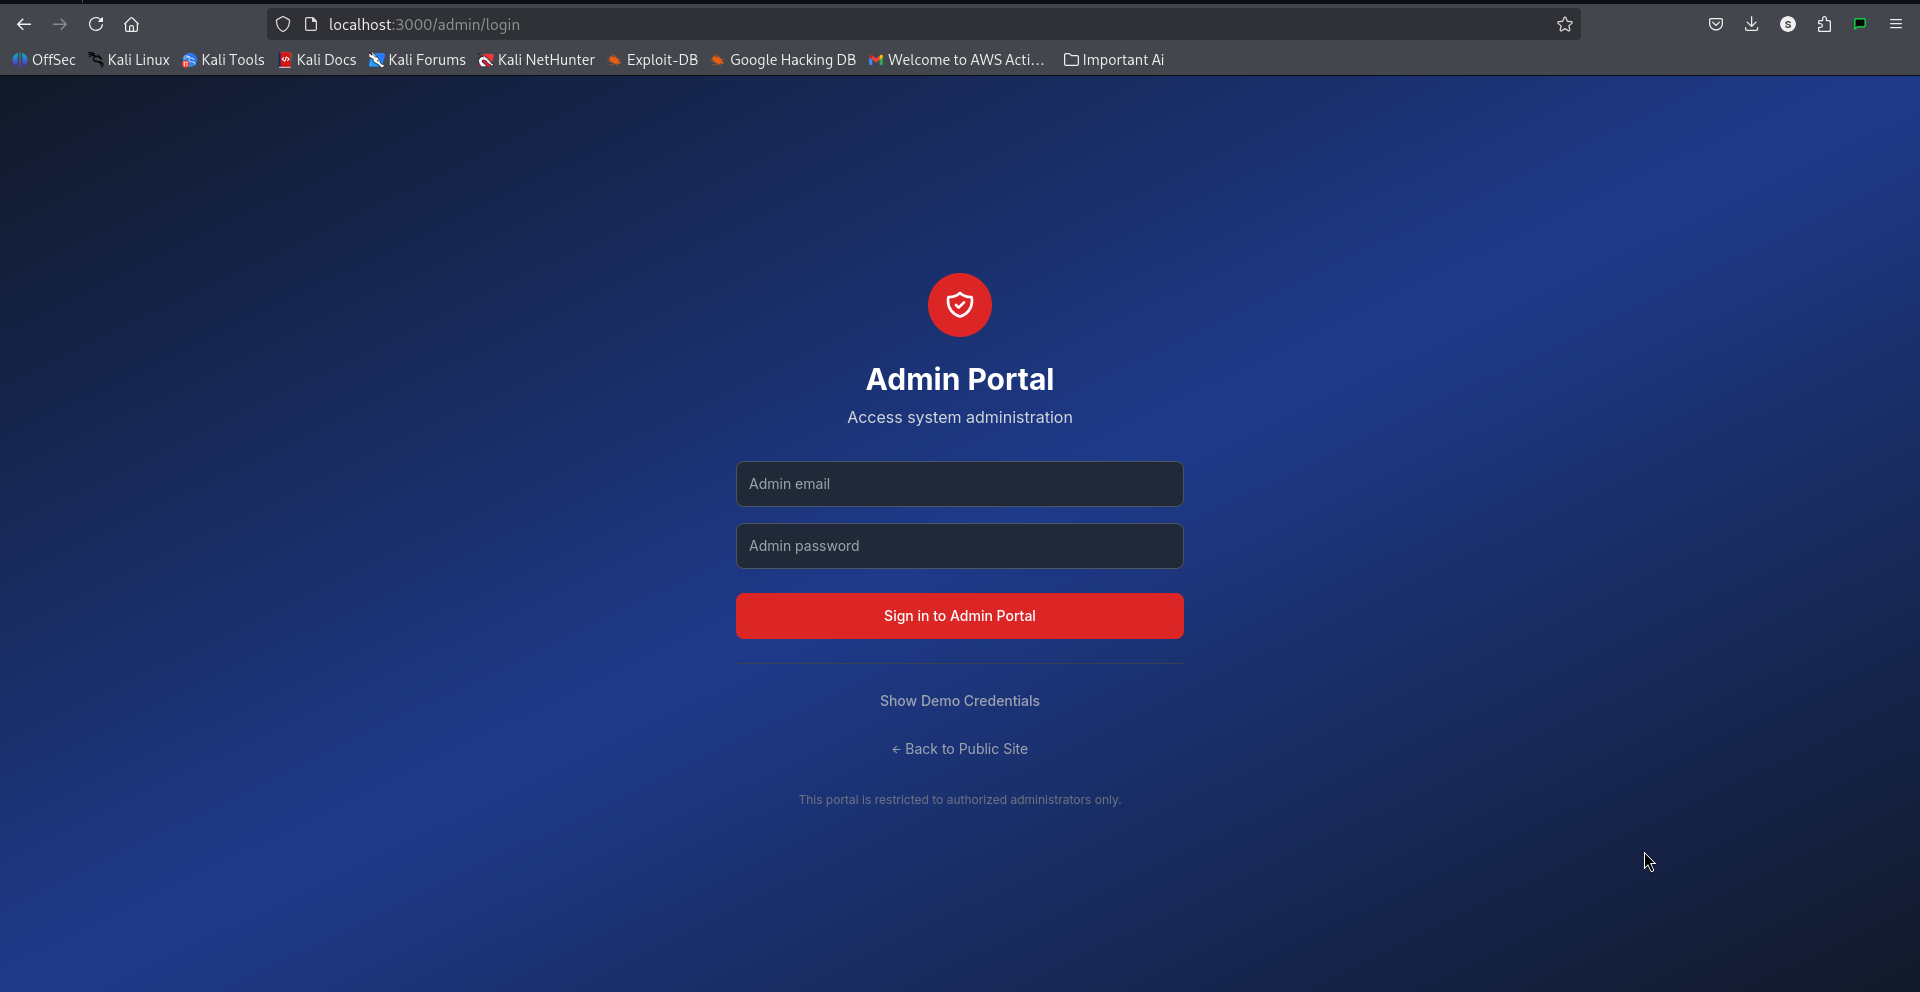 localhost:3000/admin/login
OffSec Kali Linux Kali Tools Kali Docs Kali Forums Kali NetHunter Exploit-DB Google Hacking DB Welcome to AWS Acti... Important Ai
Admin Portal
Access system administration
Admin email
Admin password
Sign in to Admin Portal
Show Demo Credentials
← Back to Public Site
This portal is restricted to authorized administrators only.